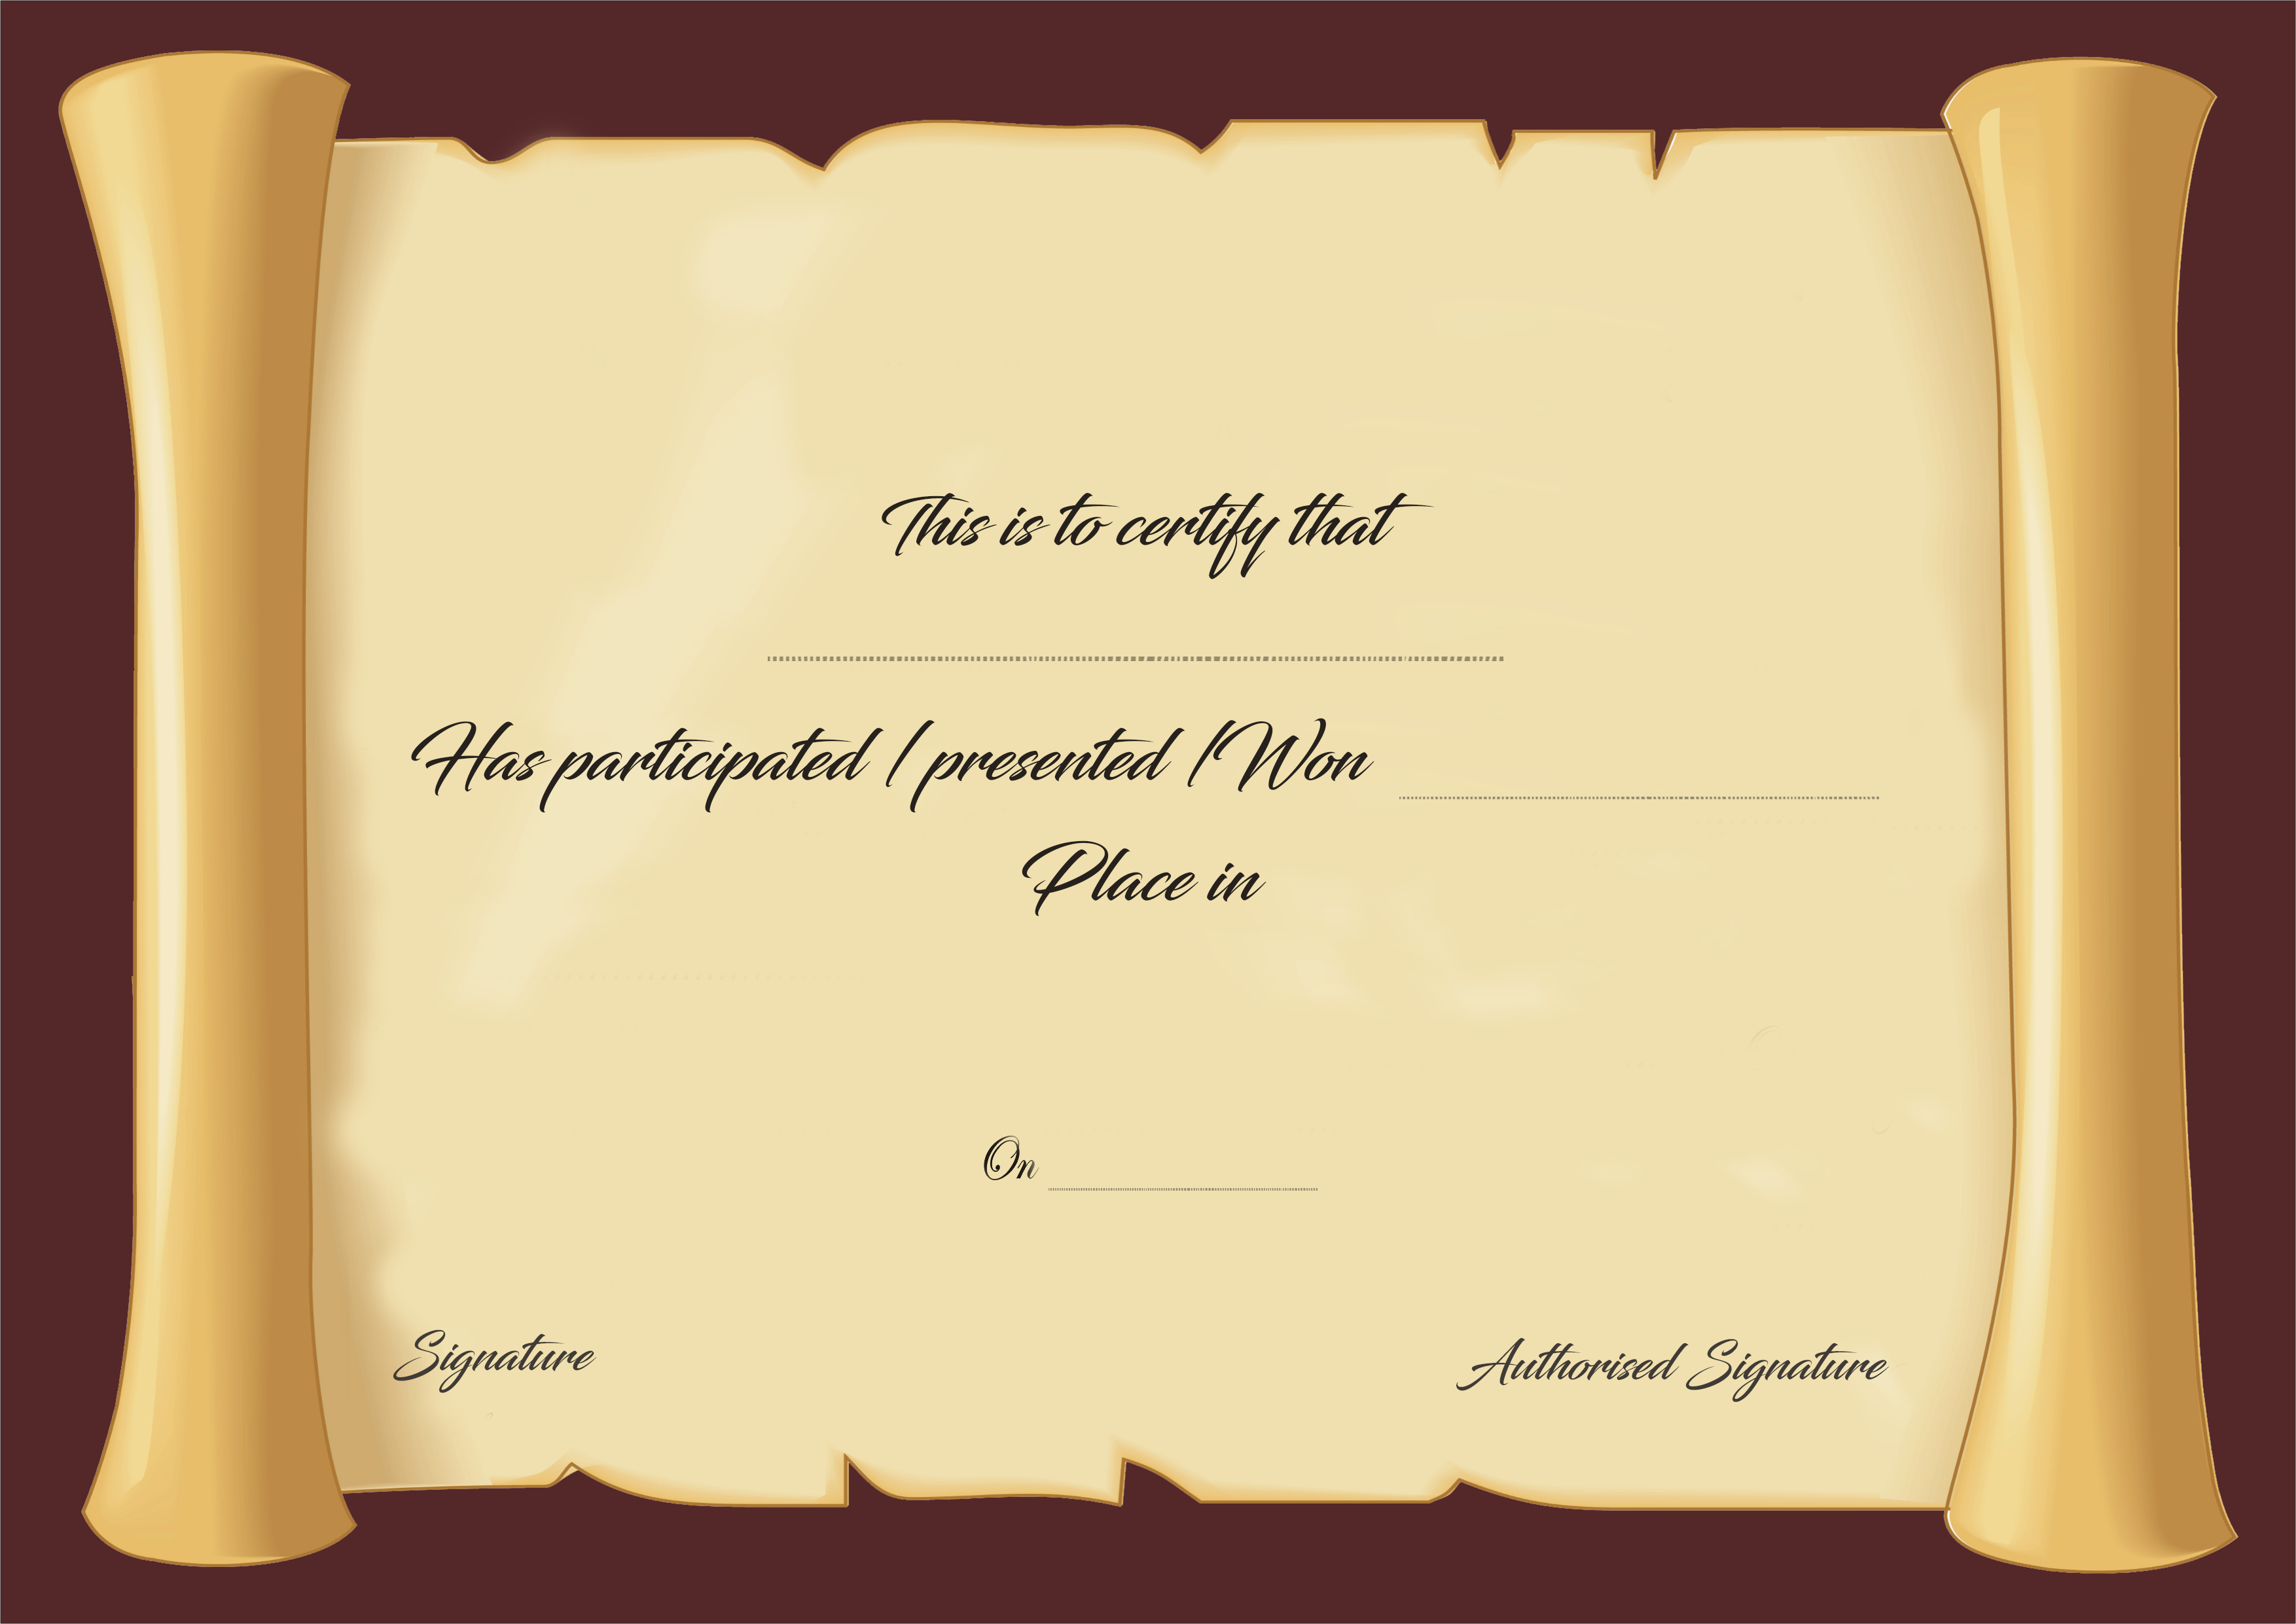 This is to certify that
Has participated / presented / Won
Place in
On
Signature
Authorised Signature